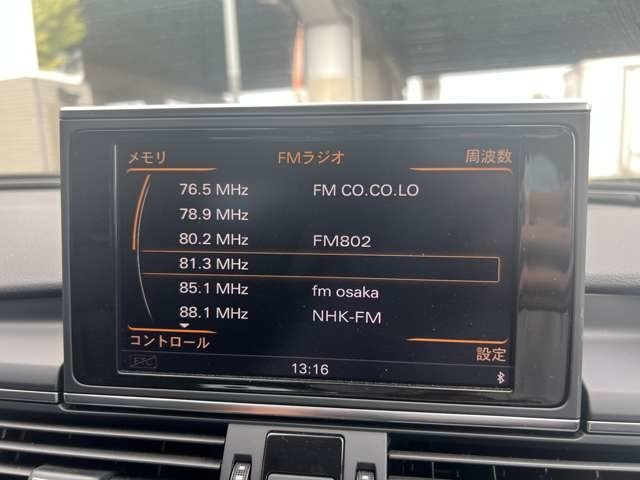 メモリ FMラジオ 周波数
76.5 MHz FM CO.CO.LO
78.9 MHz
80.2 MHz FM802
81.3 MHz
85.1 MHz fm osaka
88.1 MHz NHK-FM
コントロール 設定
ETC 13:16